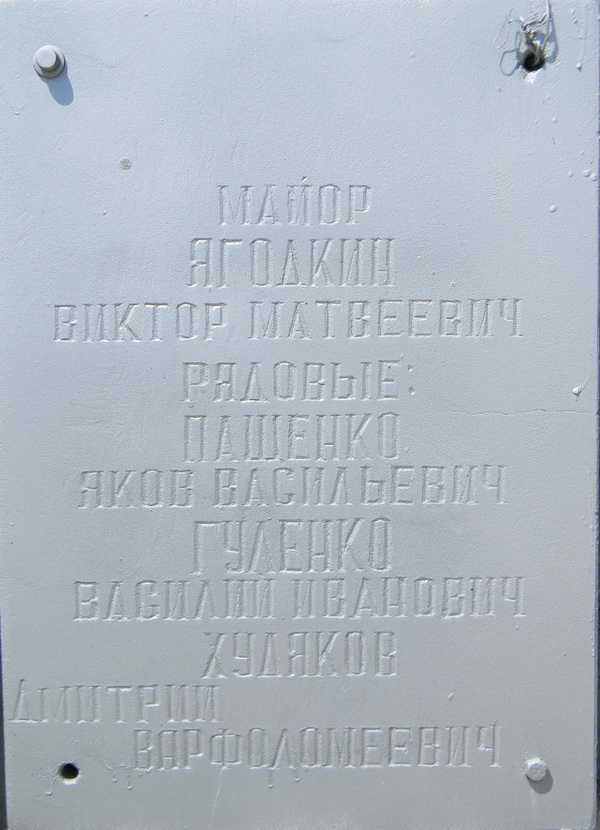 МАЙОР
ЯГОДКИН
ВИКТОР МАТВЕЕВИЧ
РЯДОВЫЕ:
ПАЩЕНКО
ЯКОВ ВАСИЛЬЕВИЧ
ГУЛЕНКО
ВАСИЛИЙ ИВАНОВИЧ
ХУДЯКОВ
ДМИТРИЙ
ВАРФОЛОМЕЕВИЧ